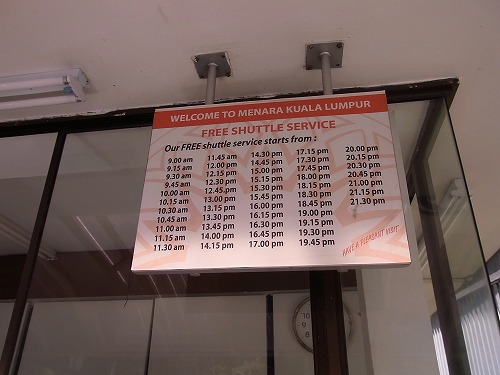 WELCOME TO MENARA KUALA LUMPUR
FREE SHUTTLE SERVICE
Our FREE shuttle service starts from :
9.00 am 11.45 am 14.30 pm 17.15 pm 20.00 pm
9.15 am 12.00 pm 14.45 pm 17.30 pm 20.15 pm
9.30 am 12.15 pm 15.00 pm 17.45 pm 20.30 pm
9.45 am 12.30 pm 15.15 pm 18.00 pm 20.45 pm
10.00 am 12.45 pm 15.30 pm 18.15 pm 21.00 pm
10.15 am 13.00 pm 15.45 pm 18.30 pm 21.15 pm
10.30 am 13.15 pm 16.00 pm 18.45 pm 21.30 pm
10.45 am 13.30 pm 16.15 pm 19.00 pm
11.00 am 13.45 pm 16.30 pm 19.15 pm
11.15 am 14.00 pm 16.45 pm 19.30 pm
11.30 am 14.15 pm 17.00 pm 19.45 pm
HAVE A PLEASANT VISIT
10
9
8